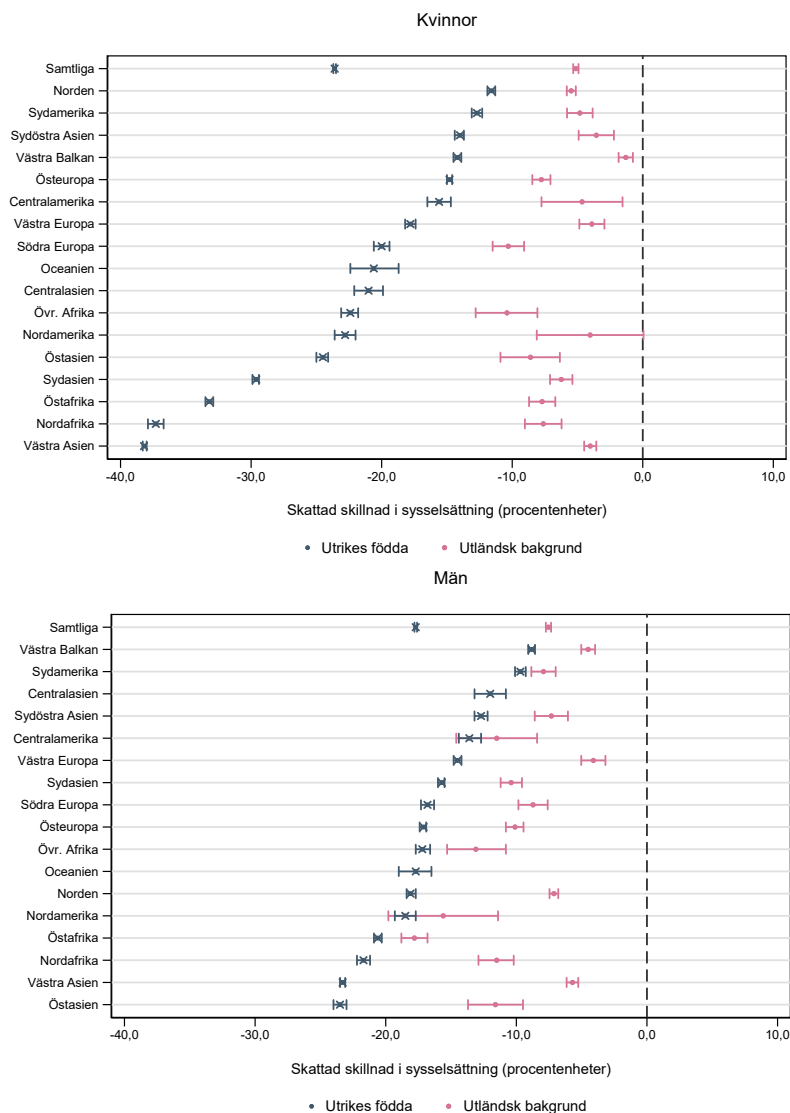 Kvinnor
Samtliga
Norden
Sydamerika
Sydöstra Asien
Västra Balkan
Östeuropa
Centralamerika
Västra Europa
Södra Europa
Oceanien
Centralasien
Övr. Afrika
Nordamerika
Östasien
Sydasien
Östafrika
Nordafrika
Västra Asien
-40,0 -30,0 -20,0 -10,0 0,0 10,0
Skattad skillnad i sysselsättning (procentenheter)
Utrikes födda Utländsk bakgrund
Män
Samtliga
Västra Balkan
Sydamerika
Centralasien
Sydöstra Asien
Centralamerika
Västra Europa
Sydasien
Södra Europa
Östeuropa
Övr. Afrika
Oceanien
Norden
Nordamerika
Östafrika
Nordafrika
Västra Asien
Östasien
-40,0 -30,0 -20,0 -10,0 0,0 10,0
Skattad skillnad i sysselsättning (procentenheter)
Utrikes födda Utländsk bakgrund